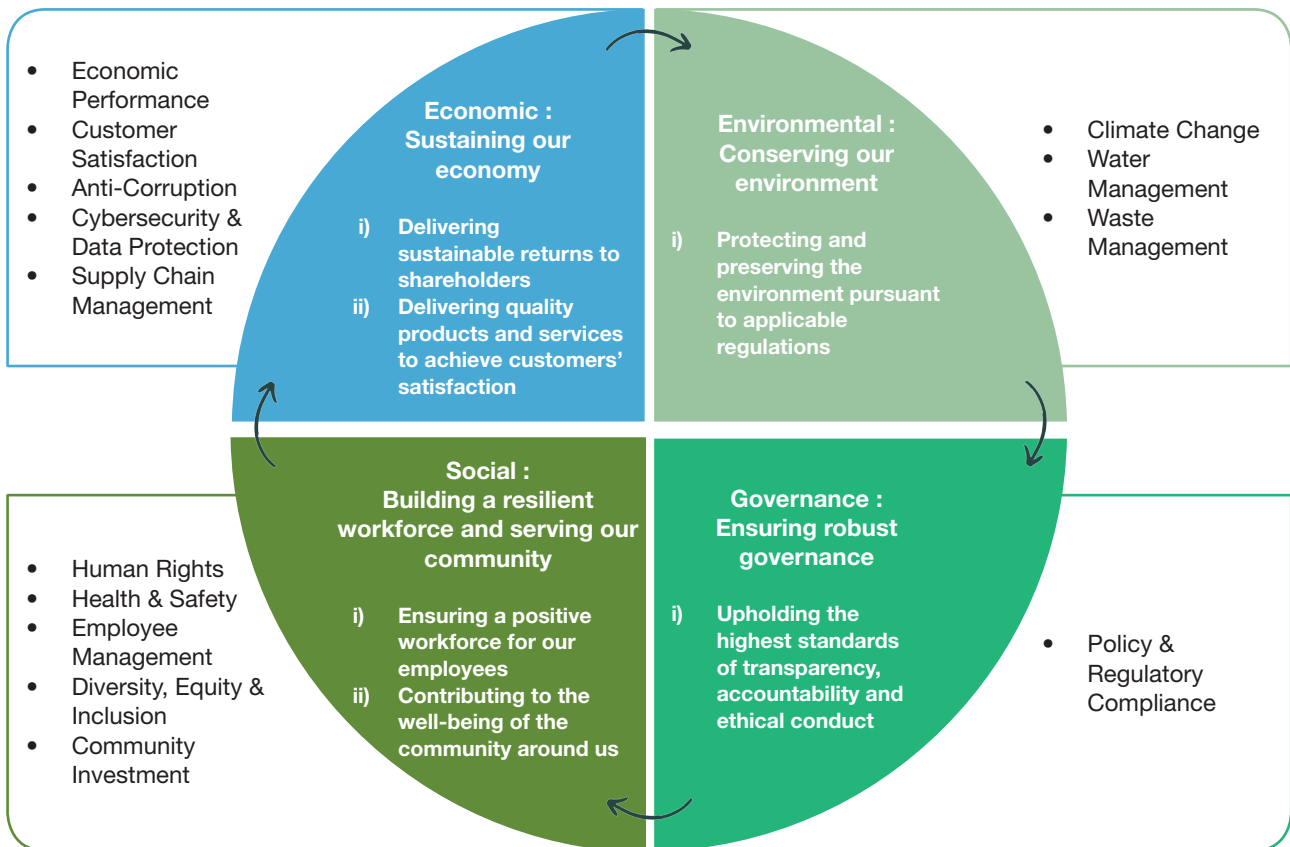 • Economic
Performance
• Customer
Satisfaction
• Anti-Corruption
• Cybersecurity &
Data Protection
• Supply Chain
Management
Economic :
Sustaining our
economy
i) Delivering
sustainable returns to
shareholders
ii) Delivering quality
products and services
to achieve customers’
satisfaction
Environmental :
Conserving our
environment
i) Protecting and
preserving the
environment pursuant
to applicable
regulations
• Climate Change
• Water
Management
• Waste
Management
• Human Rights
• Health & Safety
• Employee
Management
• Diversity, Equity &
Inclusion
• Community
Investment
Social :
Building a resilient
workforce and serving our
community
i) Ensuring a positive
workforce for our
employees
ii) Contributing to the
well-being of the
community around us
Governance :
Ensuring robust
governance
i) Upholding the
highest standards
of transparency,
accountability and
ethical conduct
• Policy &
Regulatory
Compliance